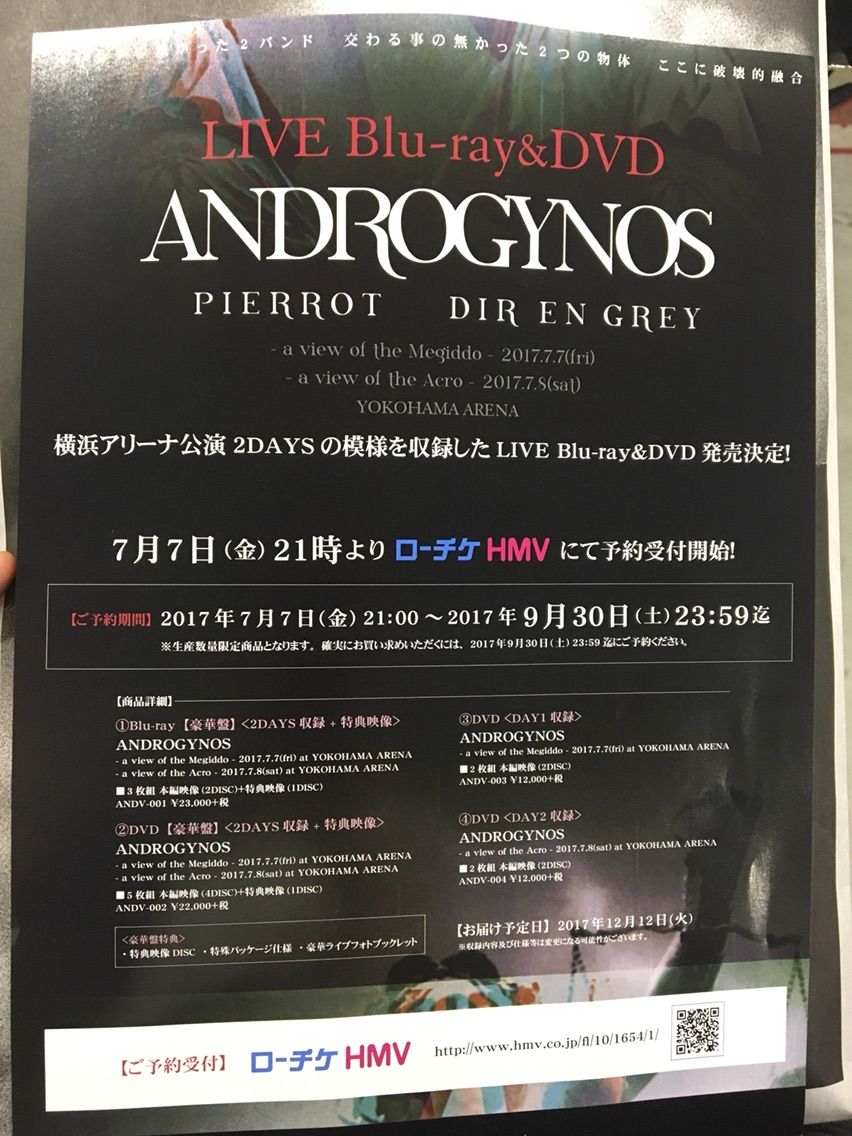 った2バンド 交わる事の無かった2つの物体 ここに破壊的融合
LIVE Blu-ray&DVD
ANDROGYNOS
PIERROT DIR EN GREY
- a view of the Megiddo - 2017.7.7(fri)
- a view of the Acro - 2017.7.8(sat)
YOKOHAMA ARENA
横浜アリーナ公演 2DAYSの模様を収録したLIVE Blu-ray&DVD発売決定!
7月7日(金)21時より ローチケHMV にて予約受付開始!
【ご予約期間】2017年7月7日(金)21:00〜2017年9月30日(土)23:59迄
※生産数量限定商品となります。確実にお買い求めいただくには、2017年9月30日(土)23:59迄にご予約ください。
【商品詳細】
①Blu-ray【豪華盤】<2DAYS収録+特典映像>
ANDROGYNOS
- a view of the Megiddo - 2017.7.7(fri) at YOKOHAMA ARENA
- a view of the Acro - 2017.7.8(sat) at YOKOHAMA ARENA
■3枚組 本編映像(2DISC)+特典映像(1DISC)
ANDV-001 ¥23,000+税
②DVD【豪華盤】<2DAYS収録+特典映像>
ANDROGYNOS
- a view of the Megiddo - 2017.7.7(fri) at YOKOHAMA ARENA
- a view of the Acro - 2017.7.8(sat) at YOKOHAMA ARENA
■5枚組 本編映像(4DISC)+特典映像(1DISC)
ANDV-002 ¥22,000+税
<豪華盤特典>
・特典映像DISC ・特殊パッケージ仕様 ・豪華ライブフォトブックレット
③DVD<DAY1収録>
ANDROGYNOS
- a view of the Megiddo - 2017.7.7(fri) at YOKOHAMA ARENA
■2枚組 本編映像(2DISC)
ANDV-003 ¥12,000+税
④DVD<DAY2収録>
ANDROGYNOS
- a view of the Acro - 2017.7.8(sat) at YOKOHAMA ARENA
■2枚組 本編映像(2DISC)
ANDV-004 ¥12,000+税
【お届け予定日】2017年12月12日(火)
※収録内容及び仕様等は変更になる可能性がございます。
【ご予約受付】 ローチケHMV http://www.hmv.co.jp/fl/10/1654/1/